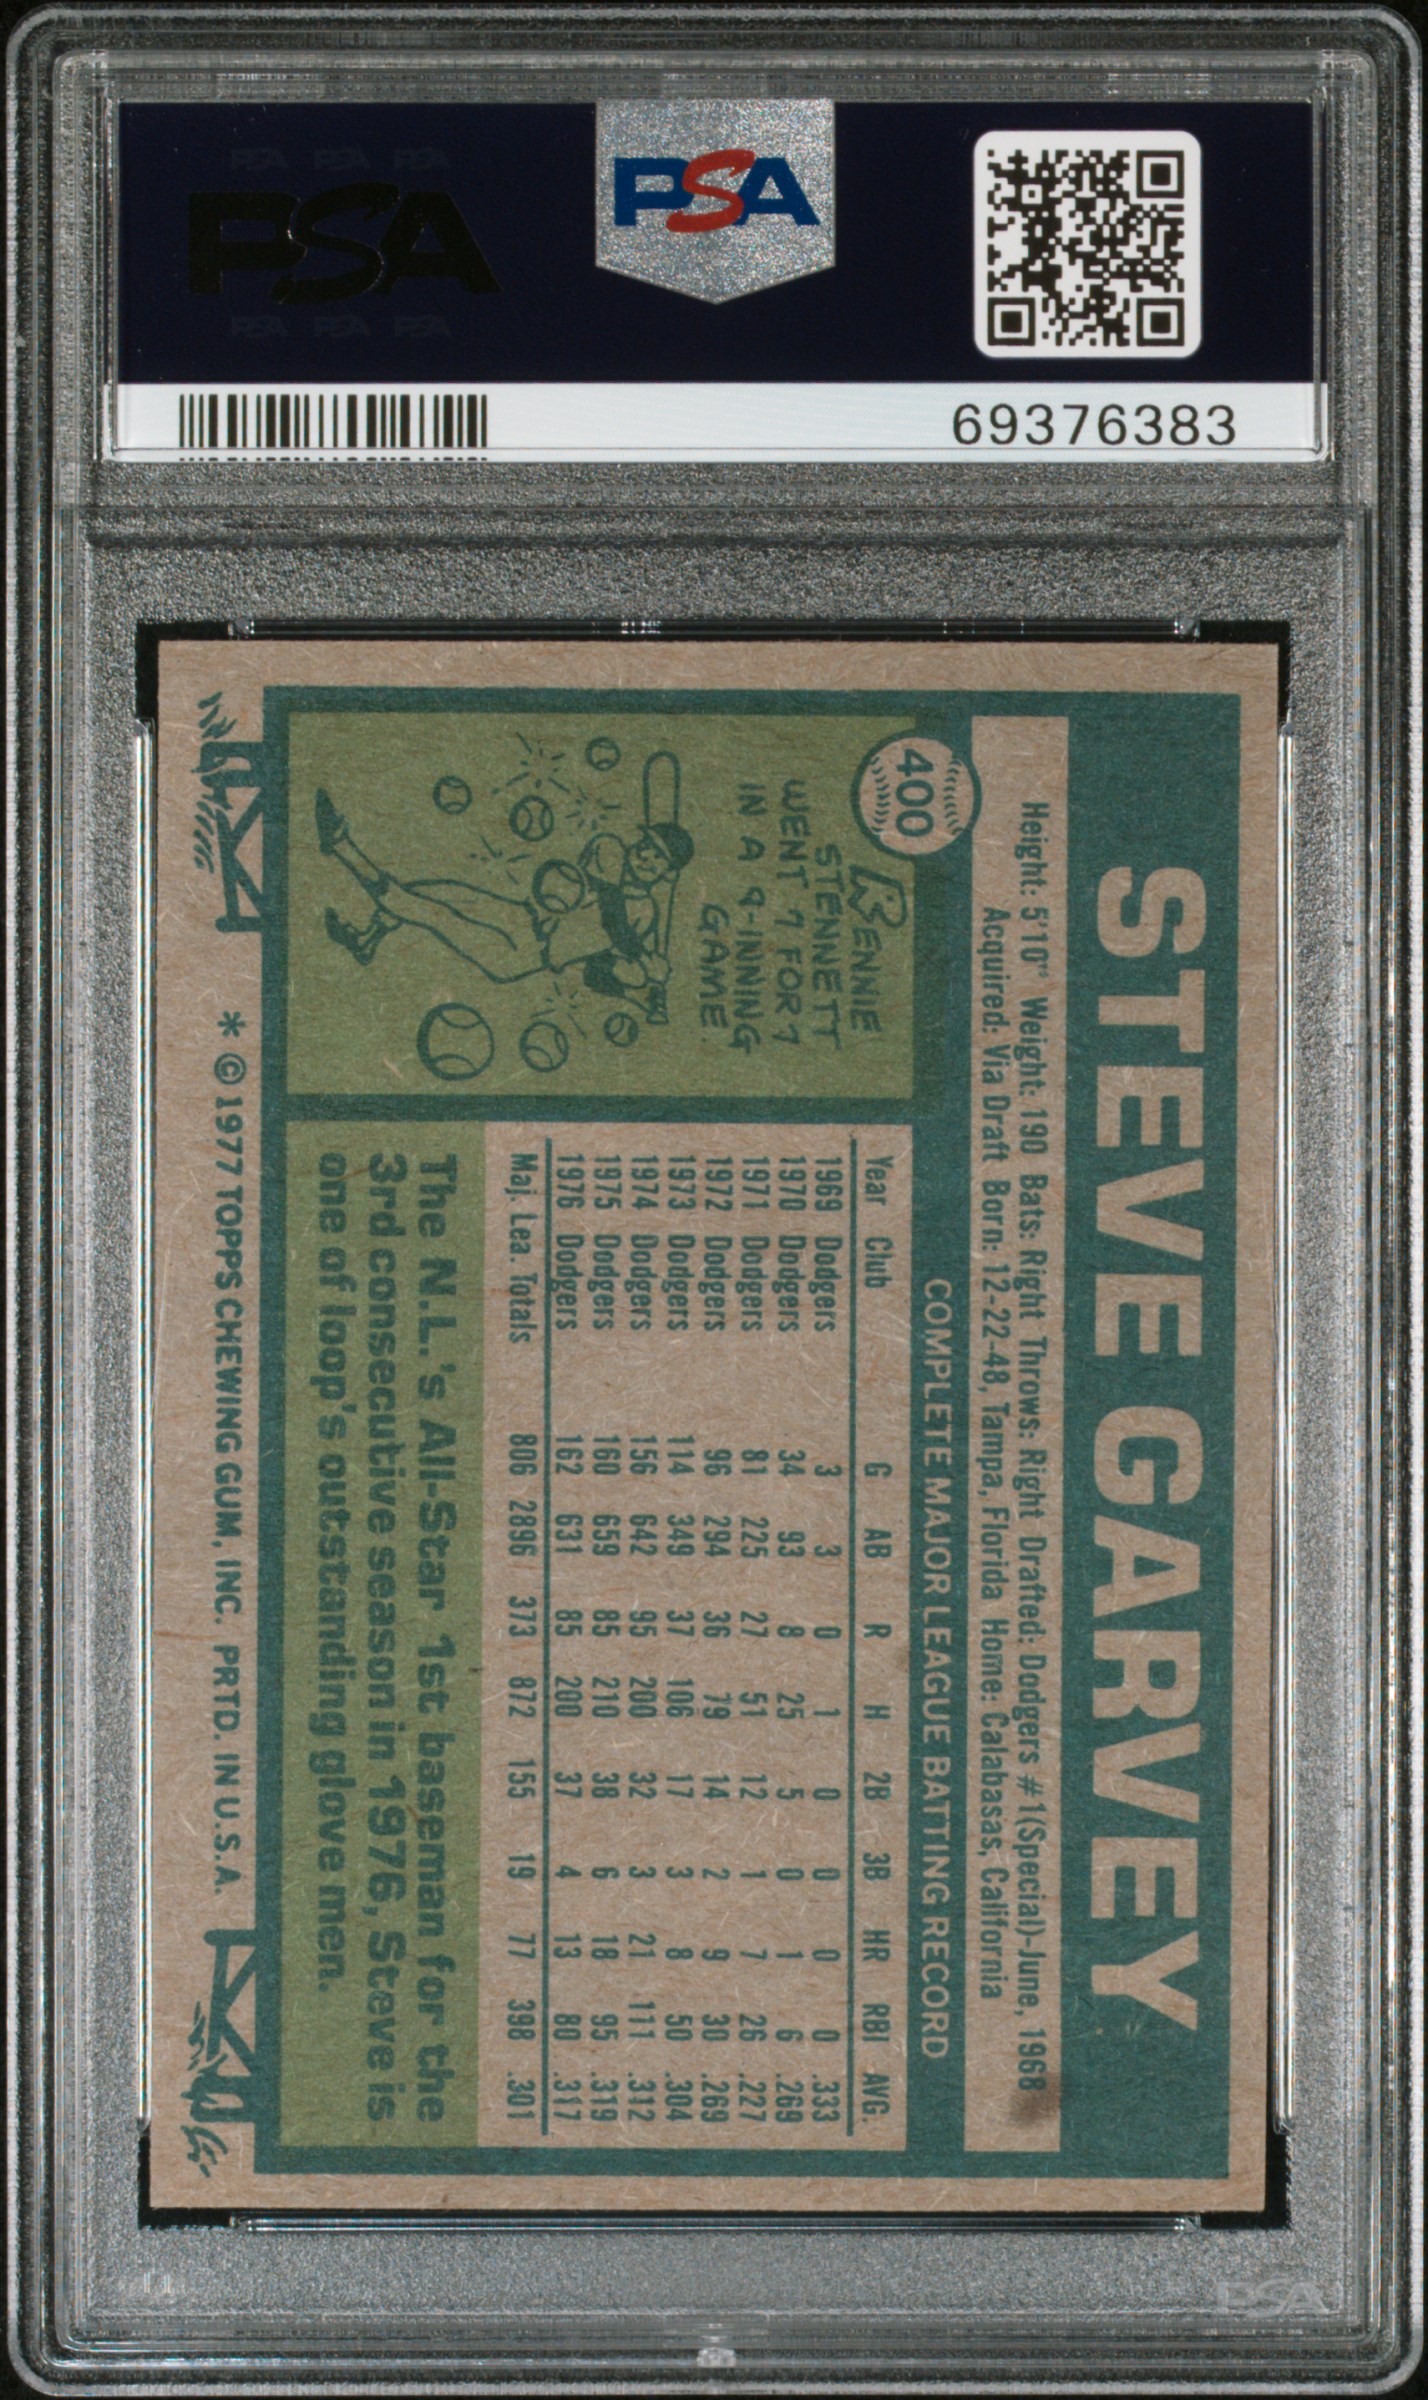 PSA PSA PSA
PSA
PSA PSA PSA
PSA
69376383
STEVE GARVEY
Height: 5'10" Weight: 190 Bats: Right Throws: Right Drafted: Dodgers #1(Special)-June, 1968
Acquired: Via Draft Born: 12-22-48, Tampa, Florida Home: Calabasas, California
400
RENNIE
STENNETT
WENT 7 FOR 7
IN A 9-INNING
GAME
COMPLETE MAJOR LEAGUE BATTING RECORD
Year Club G AB R H 2B 3B HR RBI AVG.
1969 Dodgers 3 3 0 1 0 0 0 0 .333
1970 Dodgers 34 93 8 25 5 0 1 6 .269
1971 Dodgers 81 225 27 51 12 1 7 26 .227
1972 Dodgers 96 294 36 79 14 2 9 30 .269
1973 Dodgers 114 349 37 106 17 3 8 50 .304
1974 Dodgers 156 642 95 200 32 3 21 111 .312
1975 Dodgers 160 659 85 210 38 6 18 95 .319
1976 Dodgers 162 631 85 200 37 4 13 80 .317
Maj. Lea. Totals 806 2896 373 872 155 19 77 398 .301
The N.L.'s All-Star 1st baseman for the
3rd consecutive season in 1976, Steve is
one of loop's outstanding glove men.
* © 1977 TOPPS CHEWING GUM, INC. PRTD. IN U.S.A.
PSA